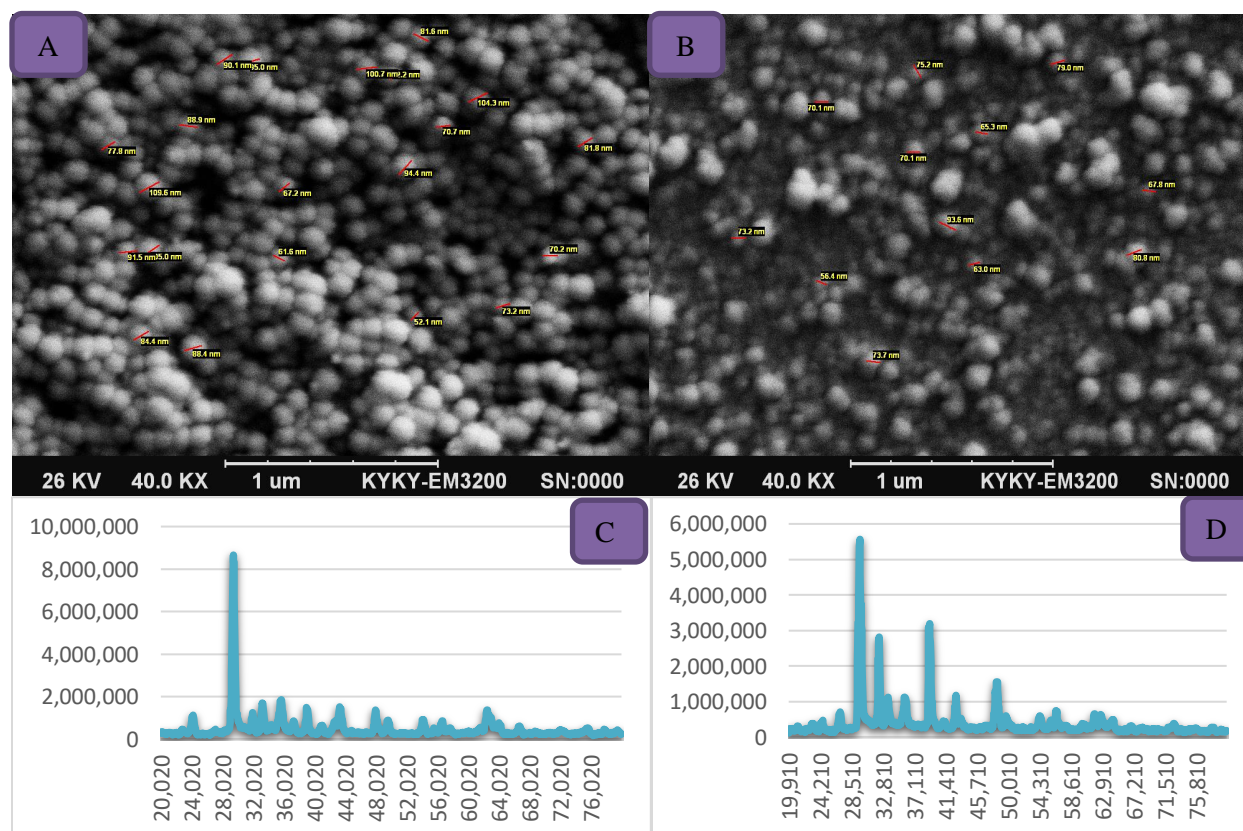 A
81.6 nm
90.1 nm
100.7 nm
104.3 nm
88.9 nm
70.7 nm
77.8 nm
81.8 nm
94.4 nm
109.6 nm
67.2 nm
91.5 nm
61.6 nm
70.2 nm
52.1 nm
73.2 nm
84.4 nm
88.4 nm
26 KV 40.0 KX 1 um KYKY-EM3200 SN:0000
B
75.2 nm
79.0 nm
70.1 nm
65.3 nm
70.1 nm
67.8 nm
93.6 nm
73.2 nm
80.8 nm
63.0 nm
56.4 nm
73.7 nm
26 KV 40.0 KX 1 um KYKY-EM3200 SN:0000
C
10,000,000
8,000,000
6,000,000
4,000,000
2,000,000
0
20,020
24,020
28,020
32,020
36,020
40,020
44,020
48,020
52,020
56,020
60,020
64,020
68,020
72,020
76,020
D
6,000,000
5,000,000
4,000,000
3,000,000
2,000,000
1,000,000
0
19,910
24,210
28,510
32,810
37,110
41,410
45,710
50,010
54,310
58,610
62,910
67,210
71,510
75,810